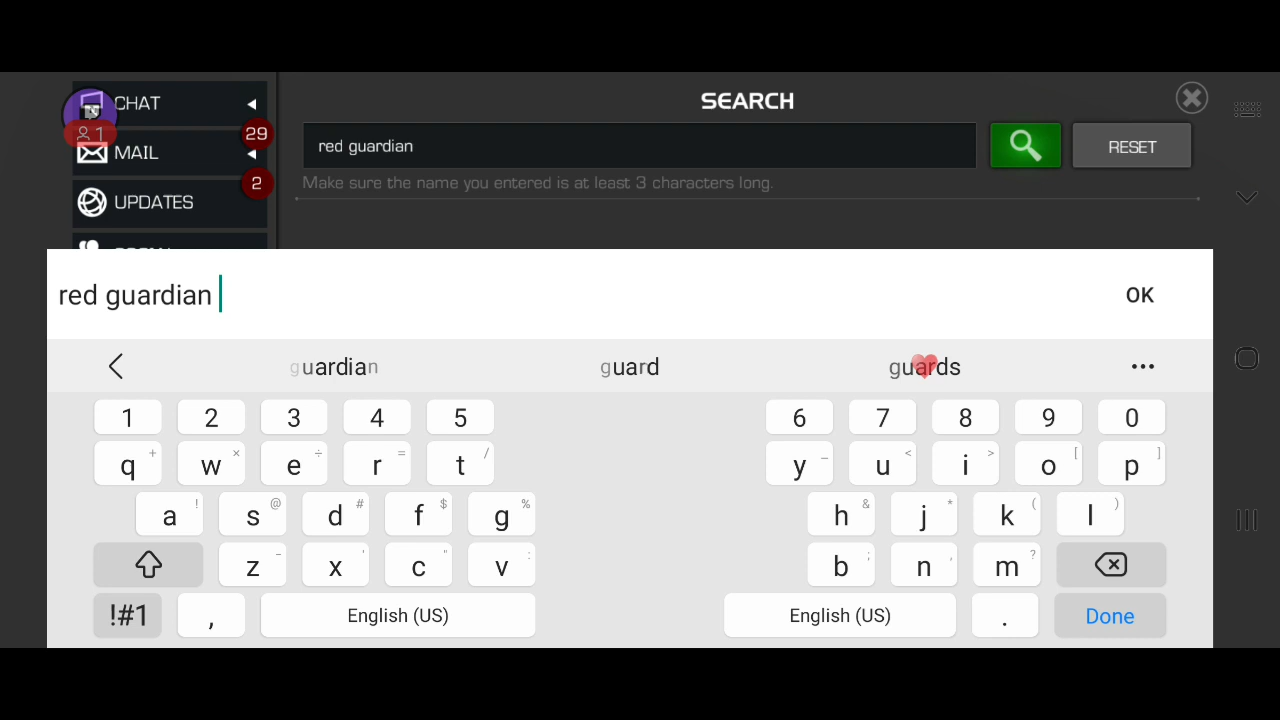 CHAT
1
29
MAIL
2
UPDATES
SEARCH
red guardian
RESET
Make sure the name you entered is at least 3 characters long.
red guardian
OK
guardian guard guards
1 2 3 4 5 6 7 8 9 0
q + w × e ÷ r = t / y _ u < i > o [ p ]
a ! s @ d # f $ g % h & j * k ( l )
z - x ' c " v : b ; n , m ?
!#1 , English (US) English (US) . Done